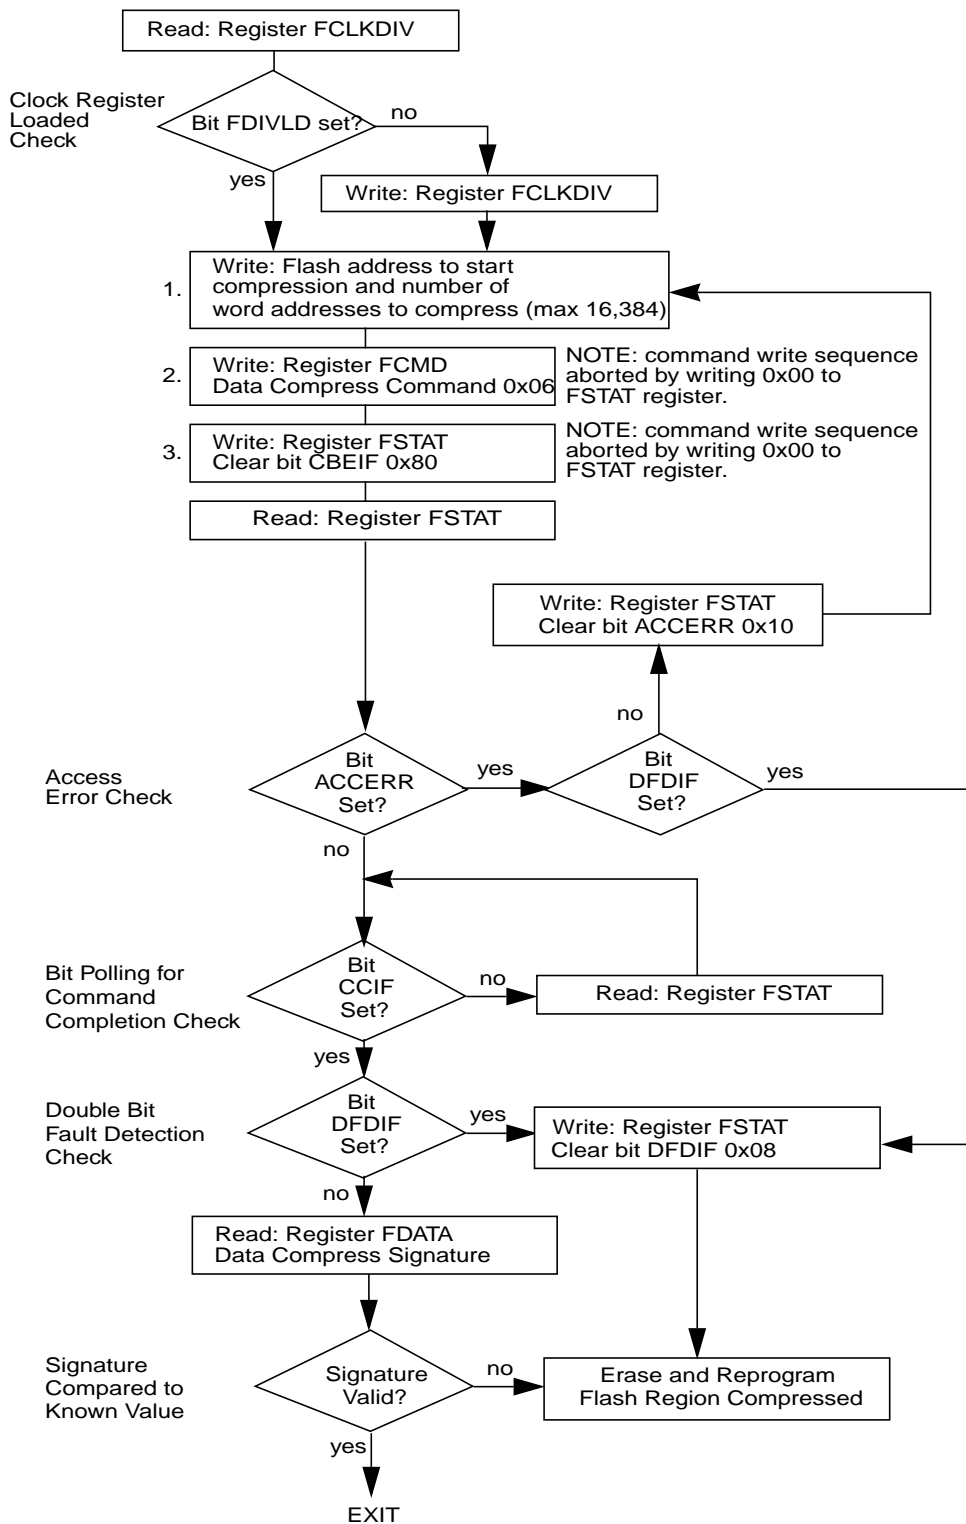 Read: Register FCLKDIV
Clock Register
Loaded
Check
Bit FDIVLD set?
no
yes
Write: Register FCLKDIV
1.
Write: Flash address to start
compression and number of
word addresses to compress (max 16,384)
2.
Write: Register FCMD
Data Compress Command 0x06
NOTE: command write sequence
aborted by writing 0x00 to
FSTAT register.
3.
Write: Register FSTAT
Clear bit CBEIF 0x80
NOTE: command write sequence
aborted by writing 0x00 to
FSTAT register.
Read: Register FSTAT
Write: Register FSTAT
Clear bit ACCERR 0x10
no
Access
Error Check
Bit
ACCERR
Set?
yes
Bit
DFDIF
Set?
yes
no
Bit Polling for
Command
Completion Check
Bit
CCIF
Set?
no
Read: Register FSTAT
yes
Double Bit
Fault Detection
Check
Bit
DFDIF
Set?
yes
Write: Register FSTAT
Clear bit DFDIF 0x08
no
Read: Register FDATA
Data Compress Signature
Signature
Compared to
Known Value
Signature
Valid?
no
Erase and Reprogram
Flash Region Compressed
yes
EXIT